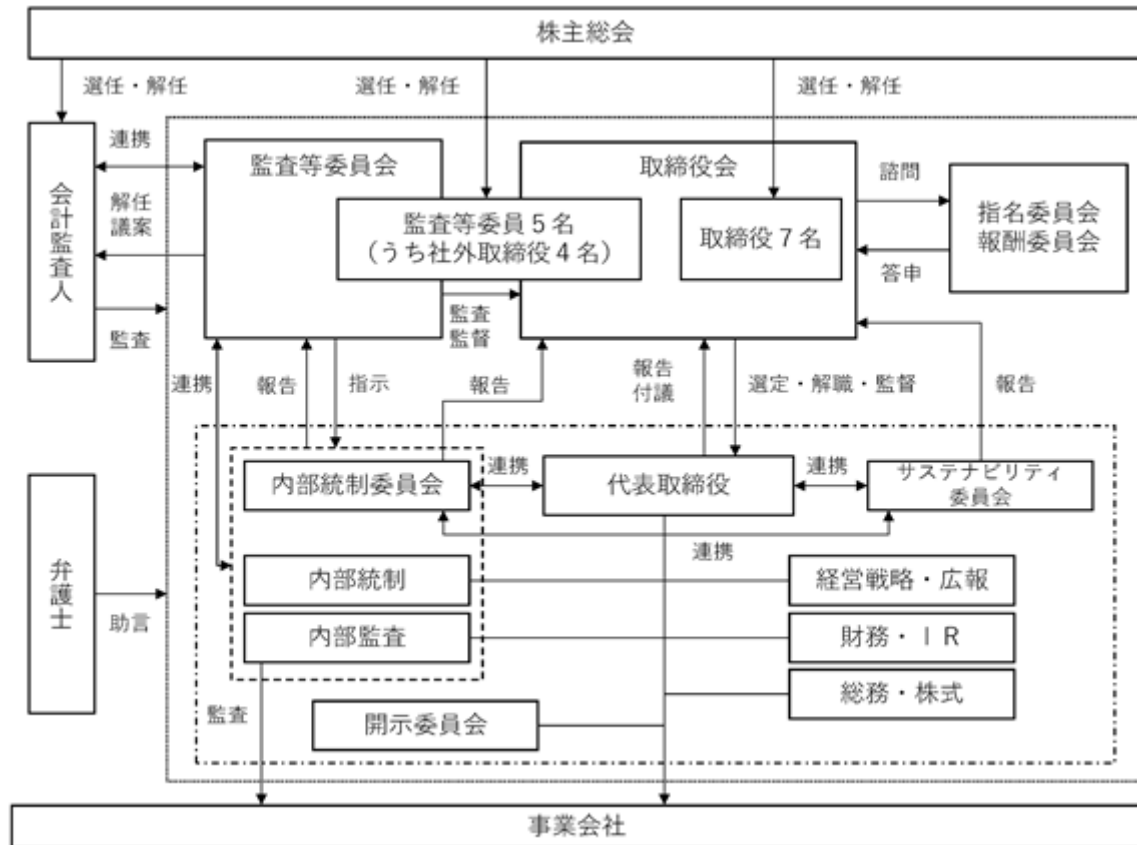 株主総会
選任・解任
選任・解任
選任・解任
連携
監査等委員会
取締役会
諮問
会計監査人
解任
議案
監査等委員5名
(うち社外取締役4名)
取締役7名
指名委員会
報酬委員会
答申
監査
監査
監督
連携
報告
指示
報告
報告
付議
選定・解職・監督
報告
内部統制委員会
連携
代表取締役
連携
サステナビリティ
委員会
連携
弁護士
助言
内部統制
経営戦略・広報
内部監査
財務・IR
総務・株式
監査
開示委員会
事業会社